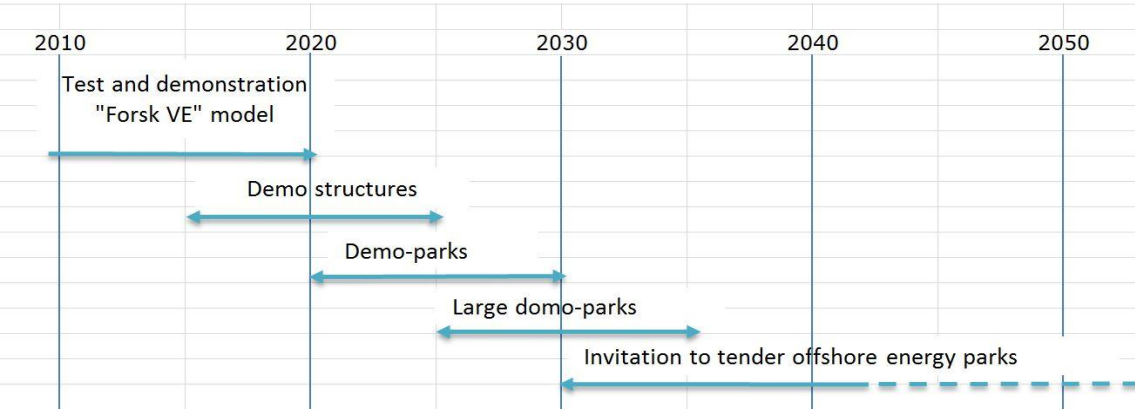 2010 2020 2030 2040 2050
Test and demonstration
"Forsk VE" model
Demo structures
Demo-parks
Large domo-parks
Invitation to tender offshore energy parks